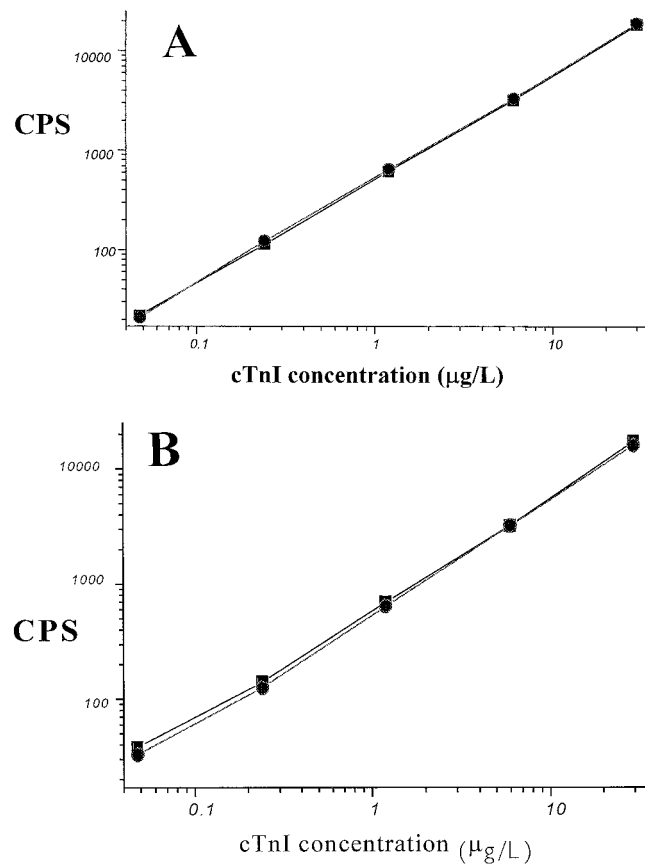 A
10000
CPS
1000
100
0.1 1 10
cTnI concentration (μg/L)
B
10000
1000
CPS
100
0.1 1 10
cTnI concentration (μg/L)